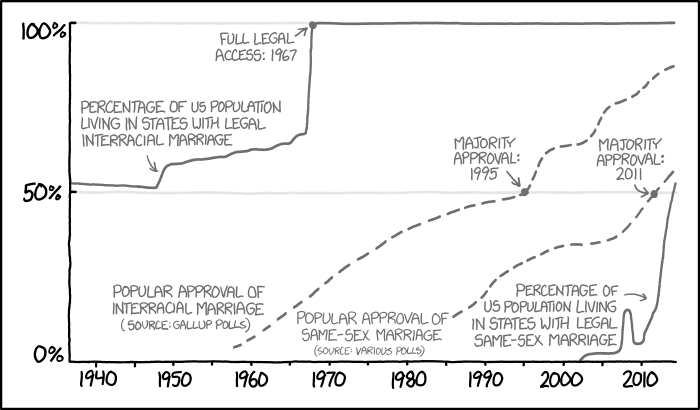 100%
FULL LEGAL
ACCESS: 1967
PERCENTAGE OF US POPULATION
LIVING IN STATES WITH LEGAL
INTERRACIAL MARRIAGE
MAJORITY
APPROVAL:
1995
MAJORITY
APPROVAL:
2011
50%
POPULAR APPROVAL OF
INTERRACIAL MARRIAGE
(SOURCE: GALLUP POLLS)
POPULAR APPROVAL OF
SAME-SEX MARRIAGE
(SOURCE: VARIOUS POLLS)
PERCENTAGE OF
US POPULATION LIVING
IN STATES WITH LEGAL
SAME-SEX MARRIAGE
0%
1940 1950 1960 1970 1980 1990 2000 2010